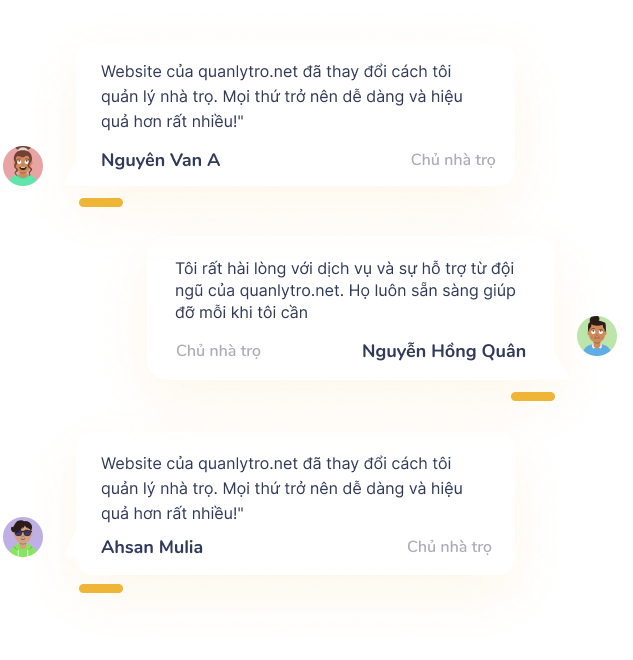 Website của quanlytro.net đã thay đổi cách tôi
quản lý nhà trọ. Mọi thứ trở nên dễ dàng và hiệu
quả hơn rất nhiều!"
Nguyên Van A Chủ nhà trợ
Tôi rất hài lòng với dịch vụ và sự hỗ trợ từ đội
ngũ của quanlytro.net. Họ luôn sẵn sàng giúp
đỡ mỗi khi tôi cần
Chủ nhà trợ Nguyễn Hồng Quân
Website của quanlytro.net đã thay đổi cách tôi
quản lý nhà trọ. Mọi thứ trở nên dễ dàng và hiệu
quả hơn rất nhiều!"
Ahsan Mulia Chủ nhà trợ